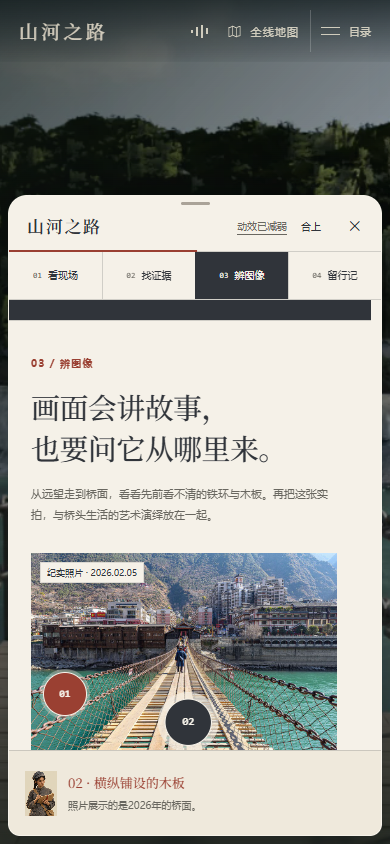 山河之路
全线地图
目录
山河之路
动效已减弱
合上
01 看现场
02 找证据
03 辨图像
04 留行记
03 / 辨图像
画面会讲故事，
也要问它从哪里来。
从远望走到桥面，看看先前看不清的铁环与木板。再把这张实
拍，与桥头生活的艺术演绎放在一起。
纪实照片 · 2026.02.05
01
02
02 · 横纵铺设的木板
照片展示的是2026年的桥面。